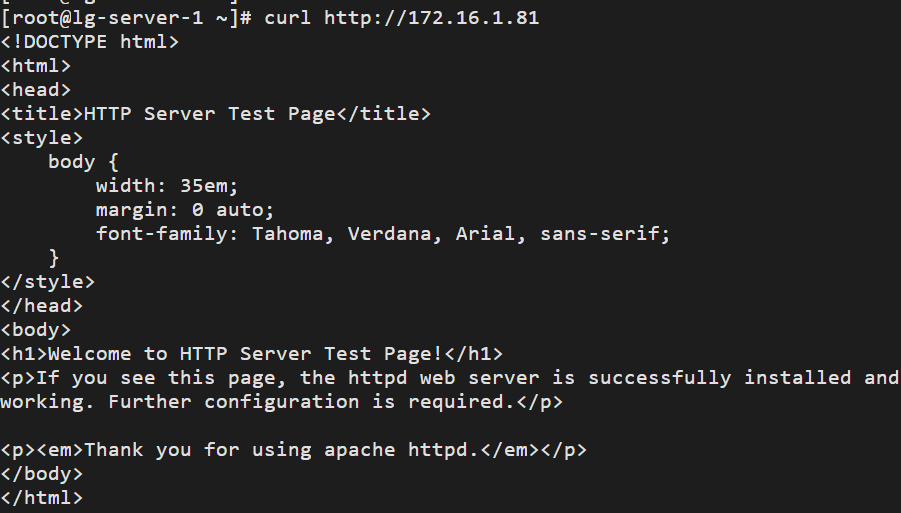 [root@lg-server-1 ~]# curl http://172.16.1.81
<!DOCTYPE html>
<html>
<head>
<title>HTTP Server Test Page</title>
<style>
    body {
        width: 35em;
        margin: 0 auto;
        font-family: Tahoma, Verdana, Arial, sans-serif;
    }
</style>
</head>
<body>
<h1>Welcome to HTTP Server Test Page!</h1>
<p>If you see this page, the httpd web server is successfully installed and
working. Further configuration is required.</p>

<p><em>Thank you for using apache httpd.</em></p>
</body>
</html>